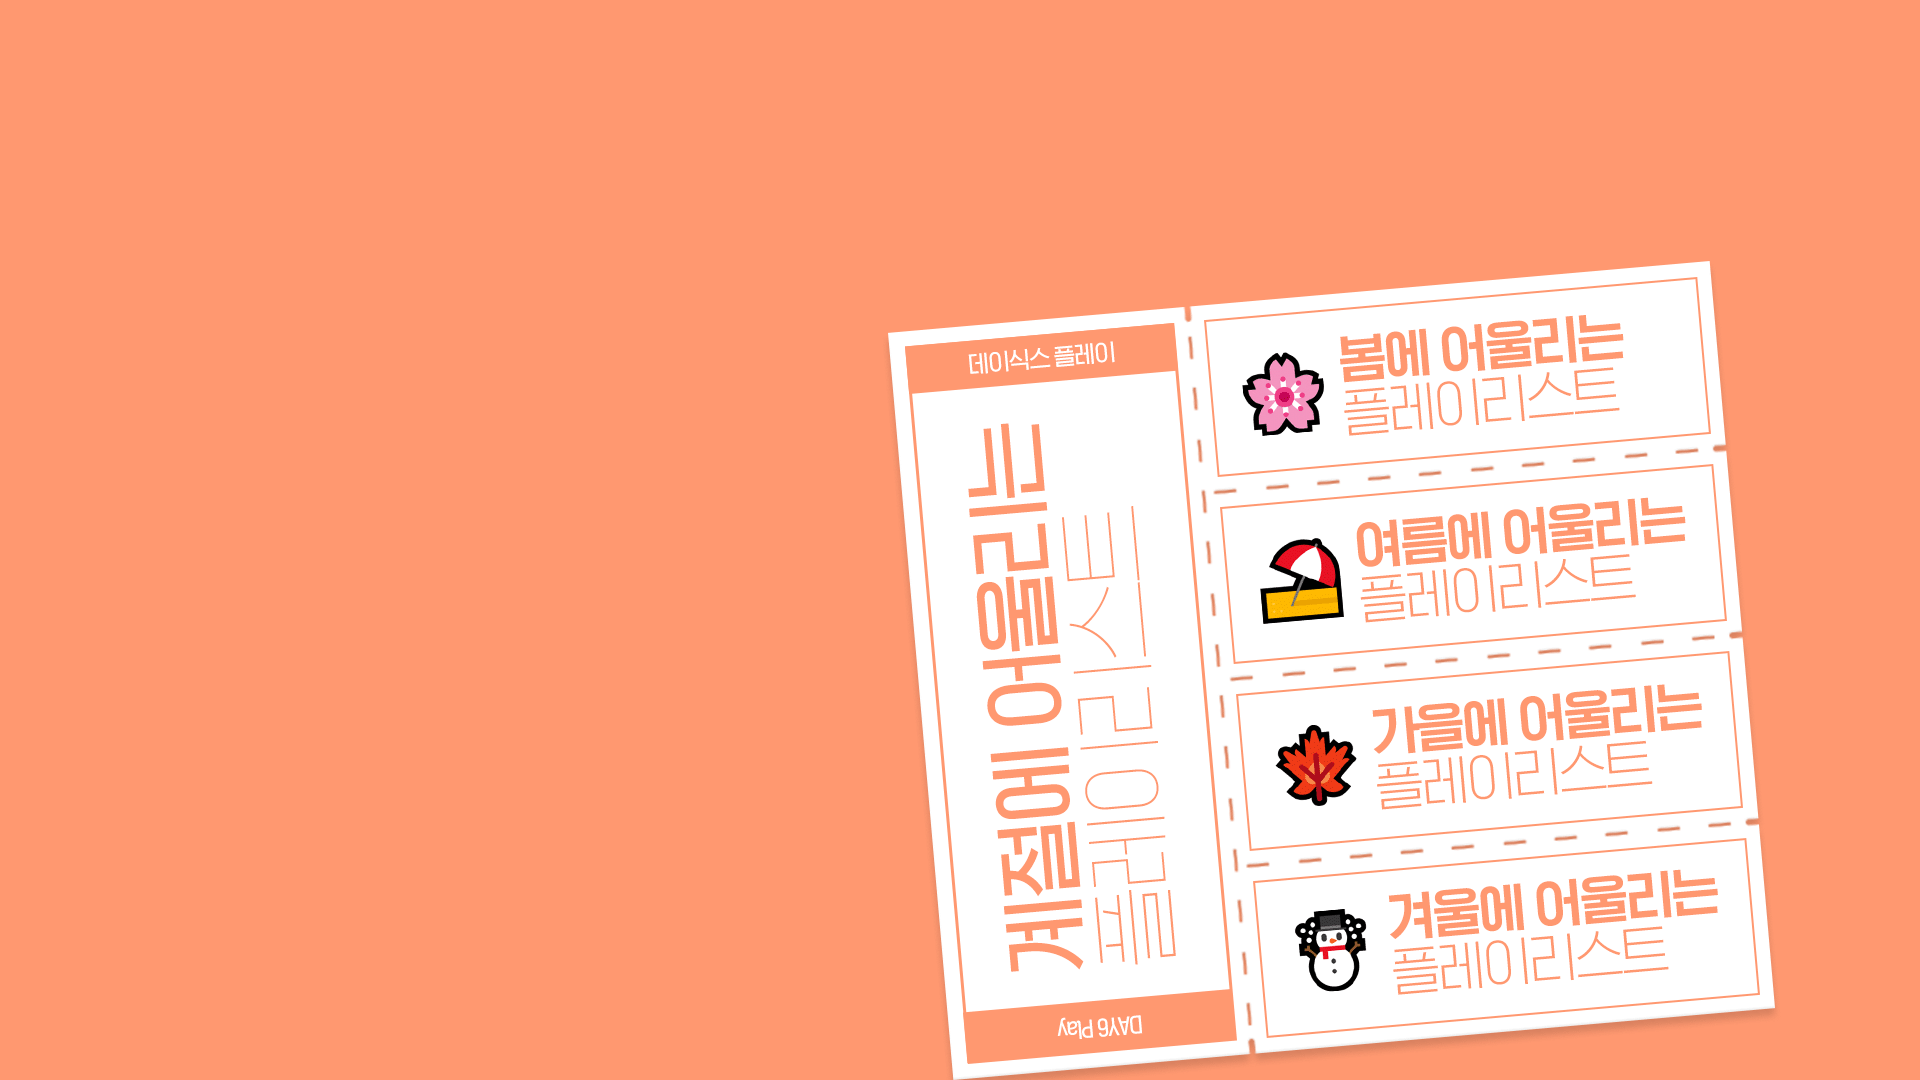 데이식스 플레이
계절에 어울리는
플레이리스트
DAY6 Play
봄에 어울리는
플레이리스트
여름에 어울리는
플레이리스트
가을에 어울리는
플레이리스트
겨울에 어울리는
플레이리스트